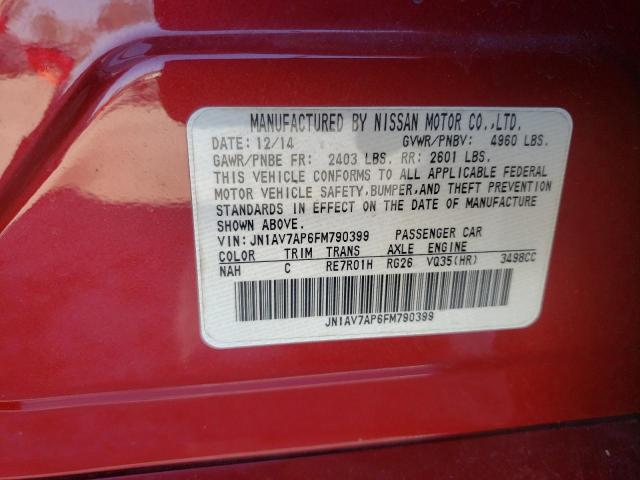 MANUFACTURED BY NISSAN MOTOR CO.,LTD.
DATE: 12/14 GVWR/PNBV: 4960 LBS.
GAWR/PNBE FR: 2403 LBS. RR: 2601 LBS.
THIS VEHICLE CONFORMS TO ALL APPLICABLE FEDERAL
MOTOR VEHICLE SAFETY,BUMPER,AND THEFT PREVENTION
STANDARDS IN EFFECT ON THE DATE OF MANUFACTURE
SHOWN ABOVE.
VIN:JN1AV7AP6FM790399 PASSENGER CAR
COLOR TRIM TRANS AXLE ENGINE
NAH C RE7R01H RG26 VQ35(HR) 3498CC
JN1AV7AP6FM790399